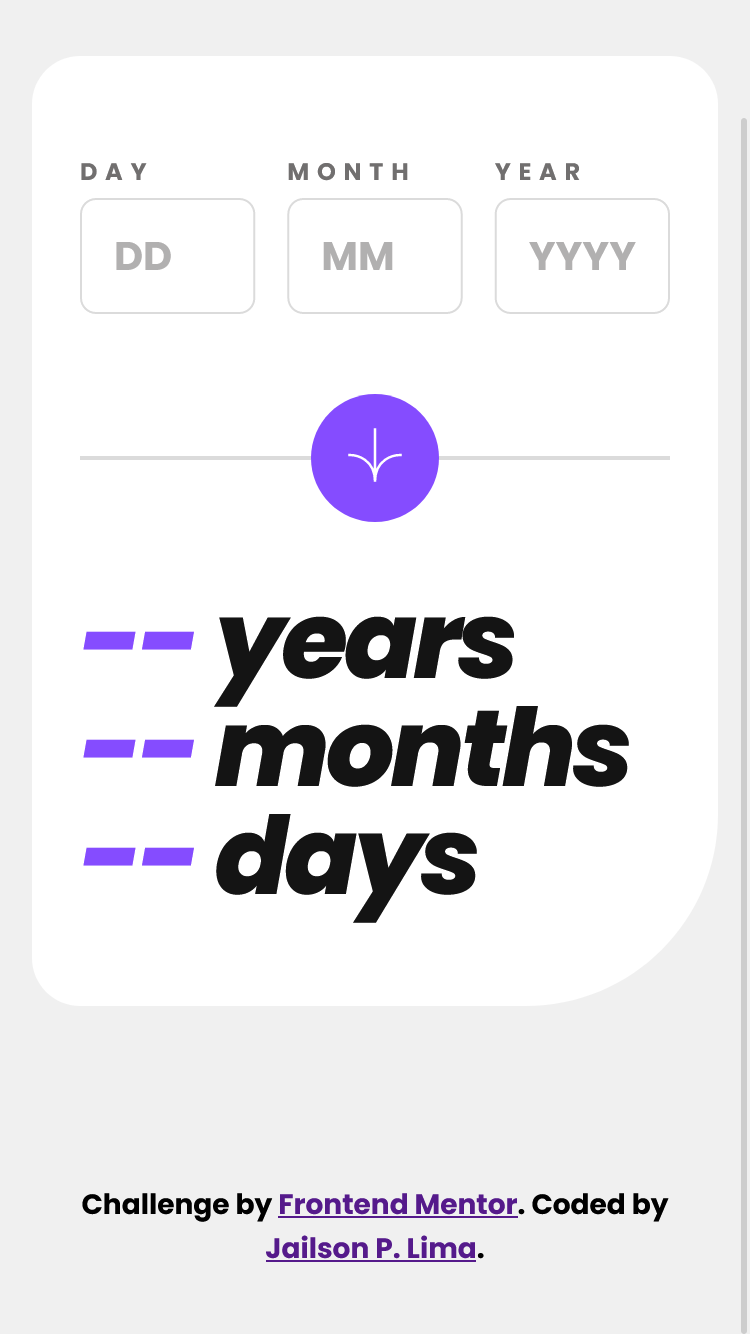 DAY MONTH YEAR
DD MM YYYY
-- years
-- months
-- days
Challenge by Frontend Mentor. Coded by
Jailson P. Lima.